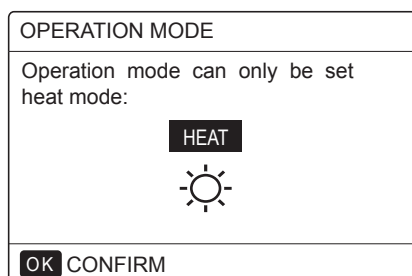 OPERATION MODE
Operation mode can only be set
heat mode:
HEAT
OK CONFIRM